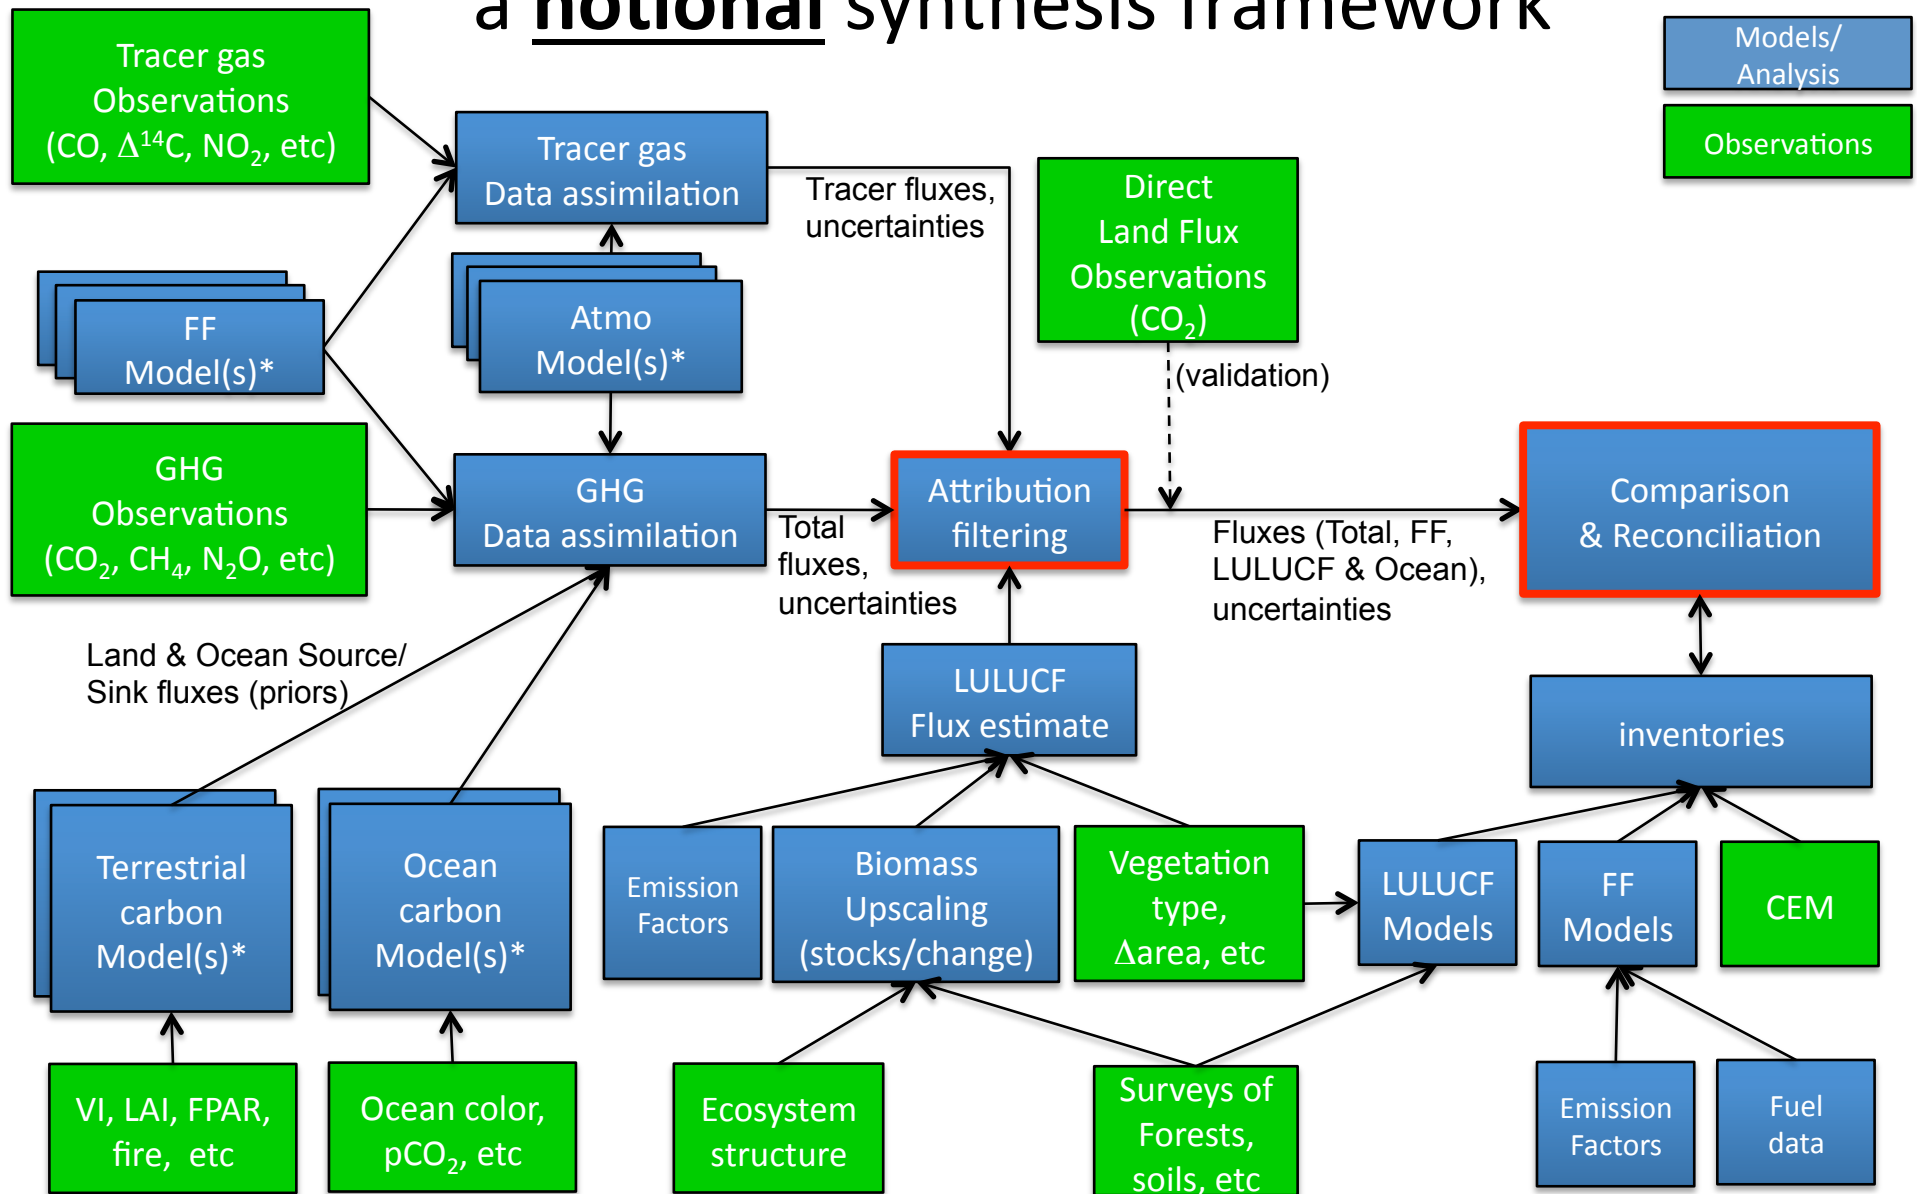 a notional synthesis framework
Models/
Analysis
Observations
Tracer gas
Observations
(CO, Δ¹⁴C, NO₂, etc)
Tracer gas
Data assimilation
Tracer fluxes,
uncertainties
Direct
Land Flux
Observations
(CO₂)
(validation)
FF
Model(s)*
Atmo
Model(s)*
GHG
Observations
(CO₂, CH₄, N₂O, etc)
GHG
Data assimilation
Total
fluxes,
uncertainties
Attribution
filtering
Fluxes (Total, FF,
LULUCF & Ocean),
uncertainties
Comparison
& Reconciliation
Land & Ocean Source/
Sink fluxes (priors)
LULUCF
Flux estimate
inventories
Terrestrial
carbon
Model(s)*
Ocean
carbon
Model(s)*
Emission
Factors
Biomass
Upscaling
(stocks/change)
Vegetation
type,
Δarea, etc
LULUCF
Models
FF
Models
CEM
VI, LAI, FPAR,
fire, etc
Ocean color,
pCO₂, etc
Ecosystem
structure
Surveys of
Forests,
soils, etc
Emission
Factors
Fuel
data